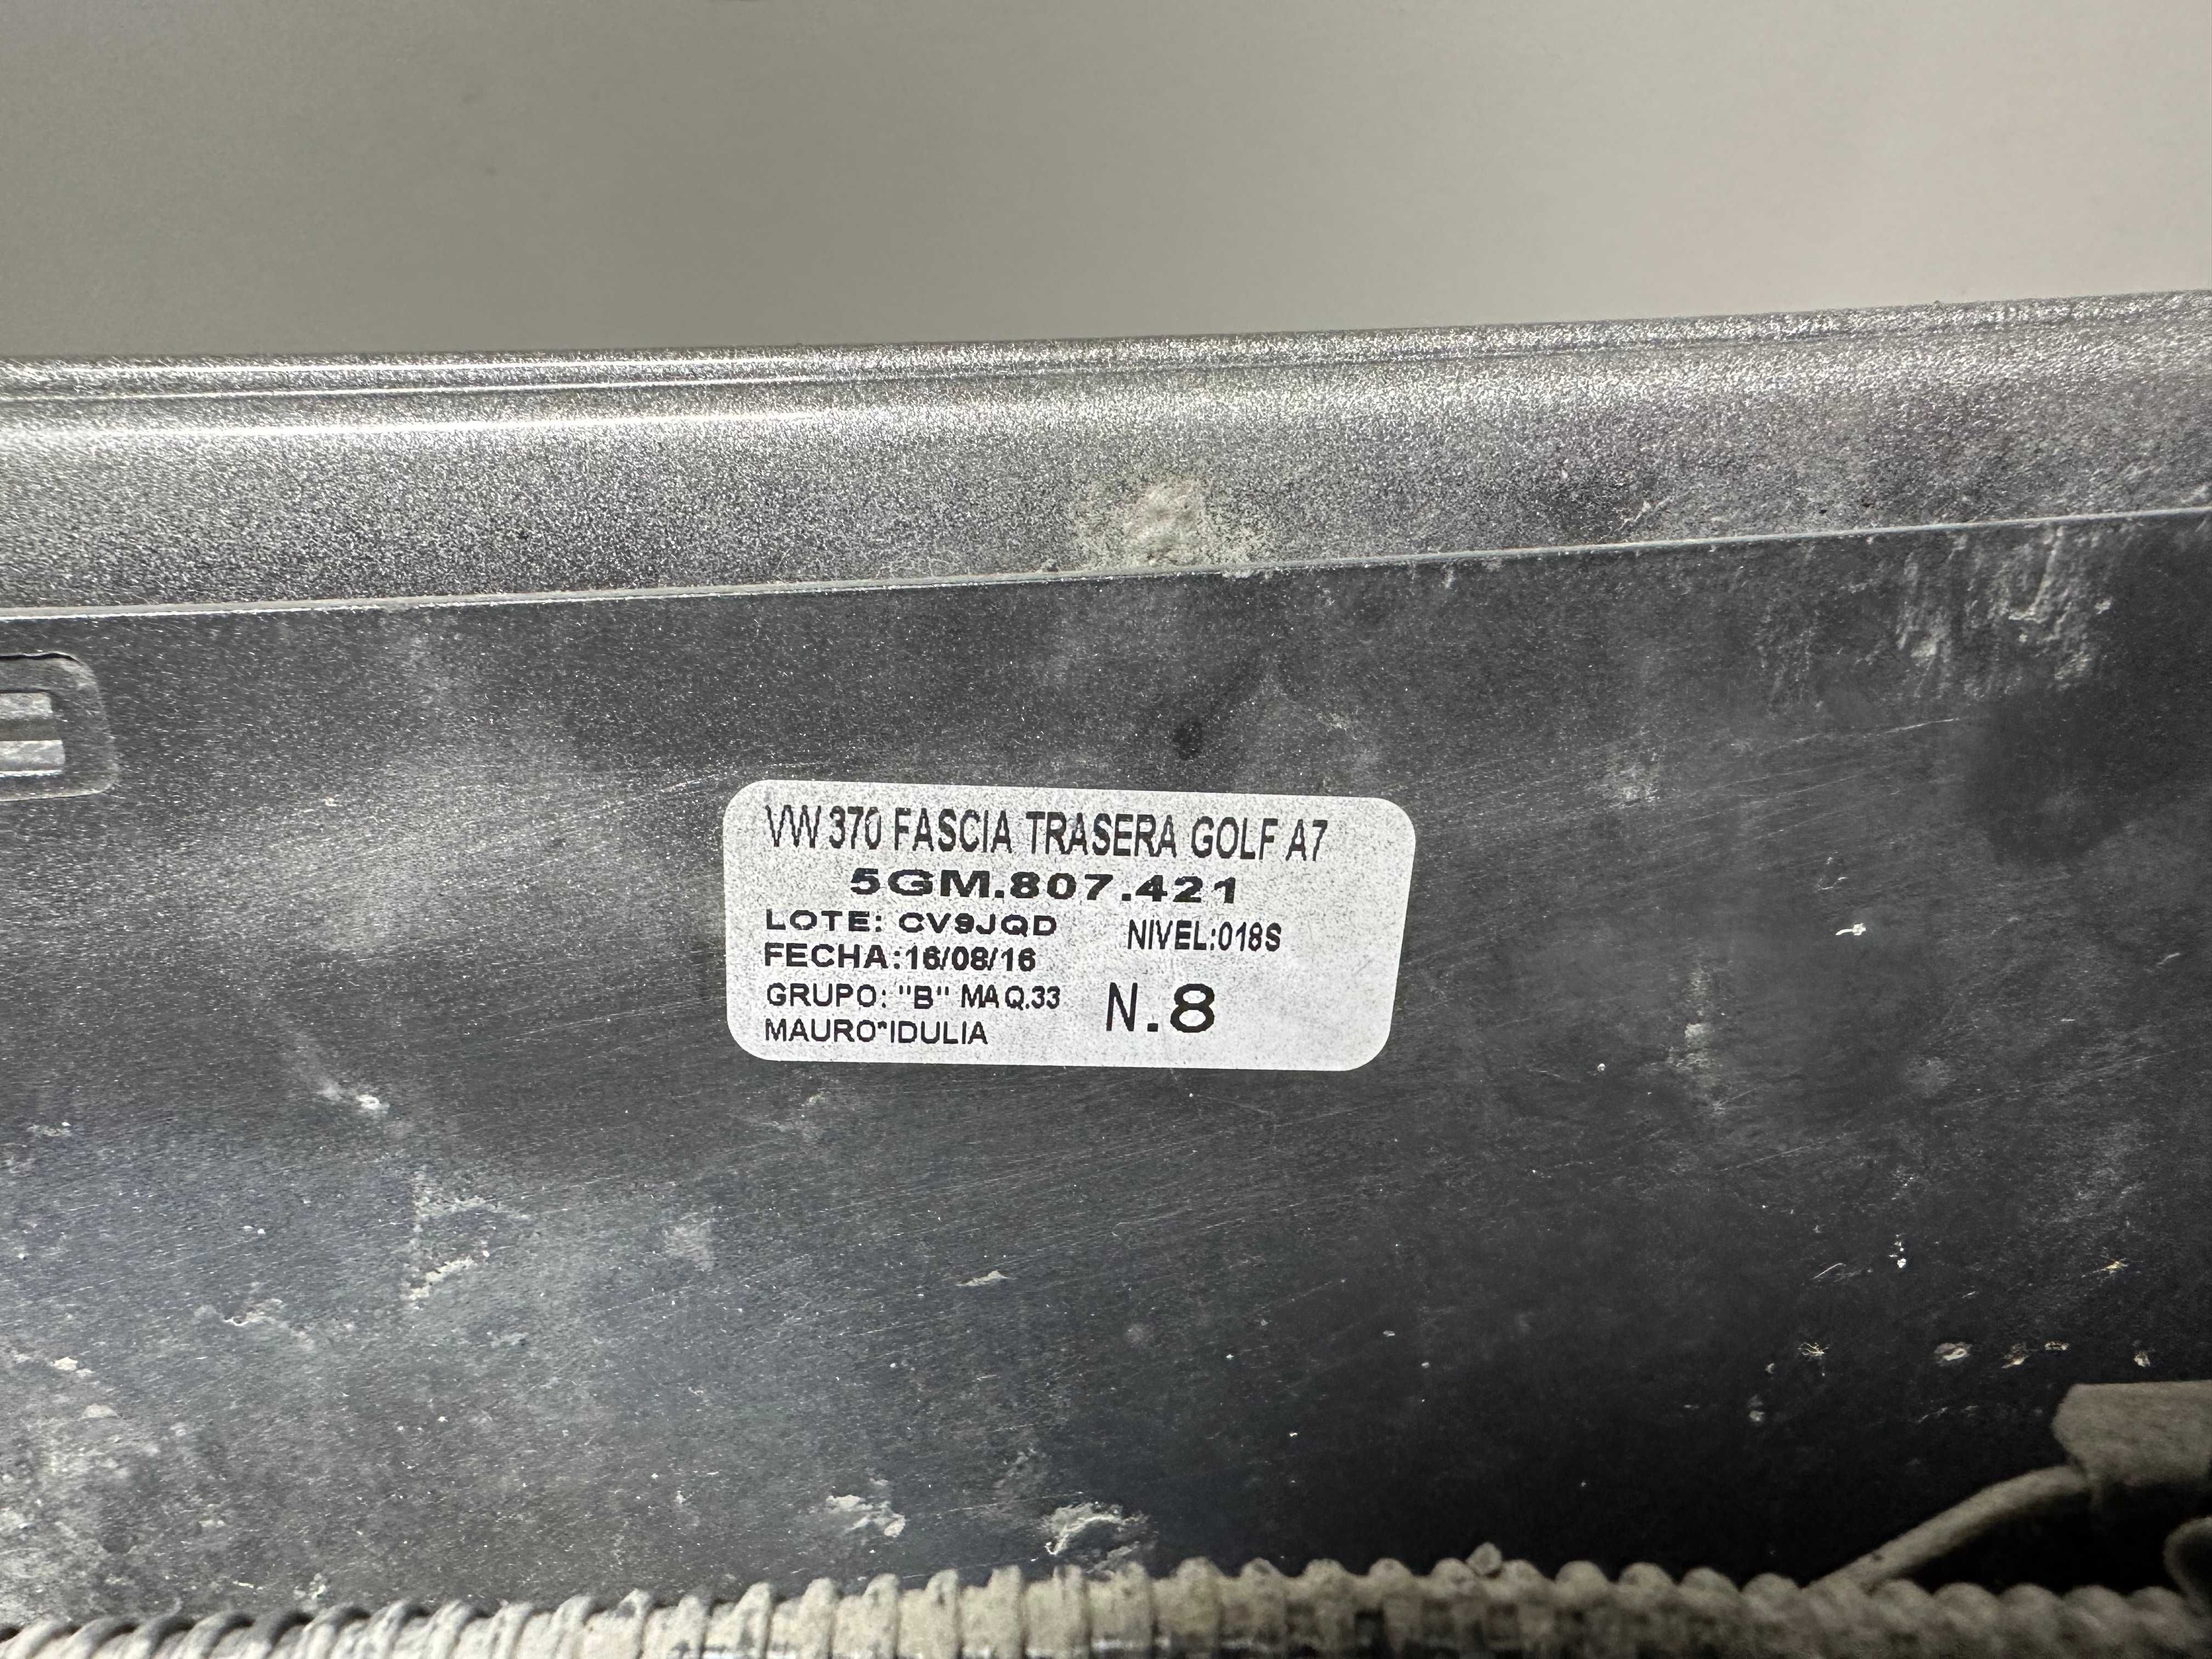 VW 370 FASCIA TRASERA GOLF A7
5GM.807.421
LOTE: CV9JQD NIVEL:018S
FECHA:16/08/16
GRUPO: "B" MAQ.33 N.8
MAURO*IDULIA